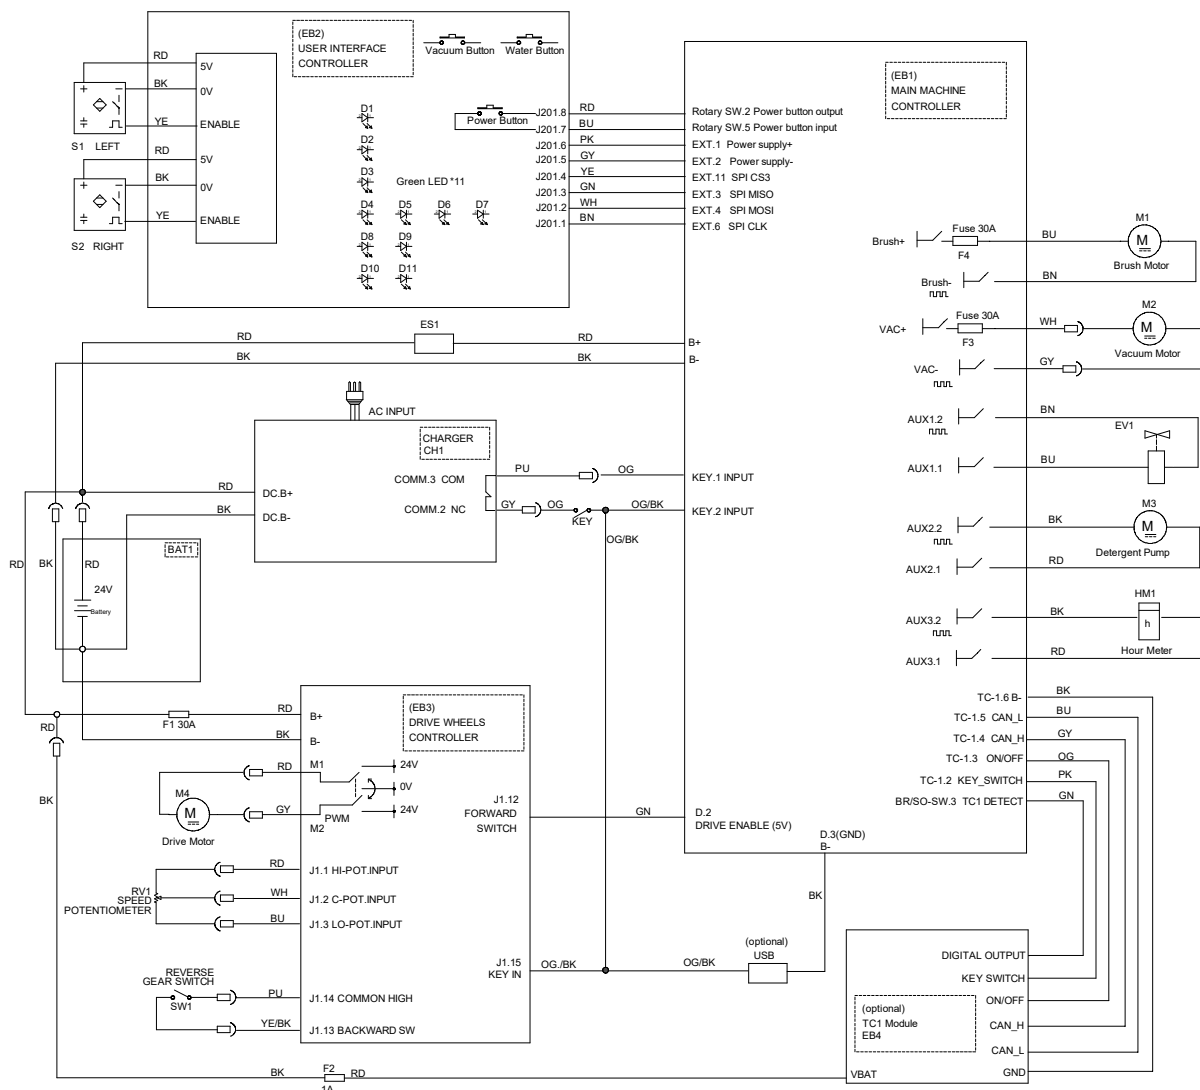 (EB2)
USER INTERFACE
CONTROLLER
Vacuum Button
Water Button
RD
5V
BK
0V
YE
ENABLE
S1 LEFT
RD
5V
BK
0V
YE
ENABLE
S2 RIGHT
D1
D2
D3
Green LED *11
D4 D5 D6 D7
D8 D9
D10 D11
Power Button
J201.8 RD
J201.7 BU
J201.6 PK
J201.5 GY
J201.4 YE
J201.3 GN
J201.2 WH
J201.1 BN
(EB1)
MAIN MACHINE
CONTROLLER
Rotary SW.2 Power button output
Rotary SW.5 Power button input
EXT.1 Power supply+
EXT.2 Power supply-
EXT.11 SPI CS3
EXT.3 SPI MISO
EXT.4 SPI MOSI
EXT.6 SPI CLK
Brush+
Fuse 30A
F4
BU
M1
M
Brush Motor
Brush-
BN
VAC+
Fuse 30A
F3
WH
M2
M
Vacuum Motor
VAC-
GY
AUX1.2
BN
EV1
AUX1.1
BU
AUX2.2
BK
M3
M
Detergent Pump
AUX2.1
RD
AUX3.2
BK
HM1
h
Hour Meter
AUX3.1
RD
RD
ES1
RD
B+
BK
BK
B-
AC INPUT
CHARGER
CH1
COMM.3 COM
PU
OG
KEY.1 INPUT
COMM.2 NC
GY
OG
KEY
OG/BK
KEY.2 INPUT
OG/BK
RD
DC.B+
BK
DC.B-
BAT1
RD
BK
RD
24V
Battery
TC-1.6 B- BK
TC-1.5 CAN_L BU
TC-1.4 CAN_H GY
TC-1.3 ON/OFF OG
TC-1.2 KEY_SWITCH PK
BR/SO-SW.3 TC1 DETECT GN
RD
F1 30A
RD
B+
BK
B-
(EB3)
DRIVE WHEELS
CONTROLLER
RD
M1
24V
0V
24V
M4
M
Drive Motor
GY
PWM
M2
J1.12
FORWARD
SWITCH
GN
D.2
DRIVE ENABLE (5V)
D.3(GND)
B-
BK
BK
RV1
SPEED
POTENTIOMETER
RD
J1.1 HI-POT.INPUT
WH
J1.2 C-POT.INPUT
BU
J1.3 LO-POT.INPUT
J1.15
KEY IN
OG./BK
OG/BK
(optional)
USB
REVERSE
GEAR SWITCH
SW1
PU
J1.14 COMMON HIGH
YE/BK
J1.13 BACKWARD SW
DIGITAL OUTPUT
KEY SWITCH
ON/OFF
CAN_H
CAN_L
GND
(optional)
TC1 Module
EB4
VBAT
BK
F2
1A
RD